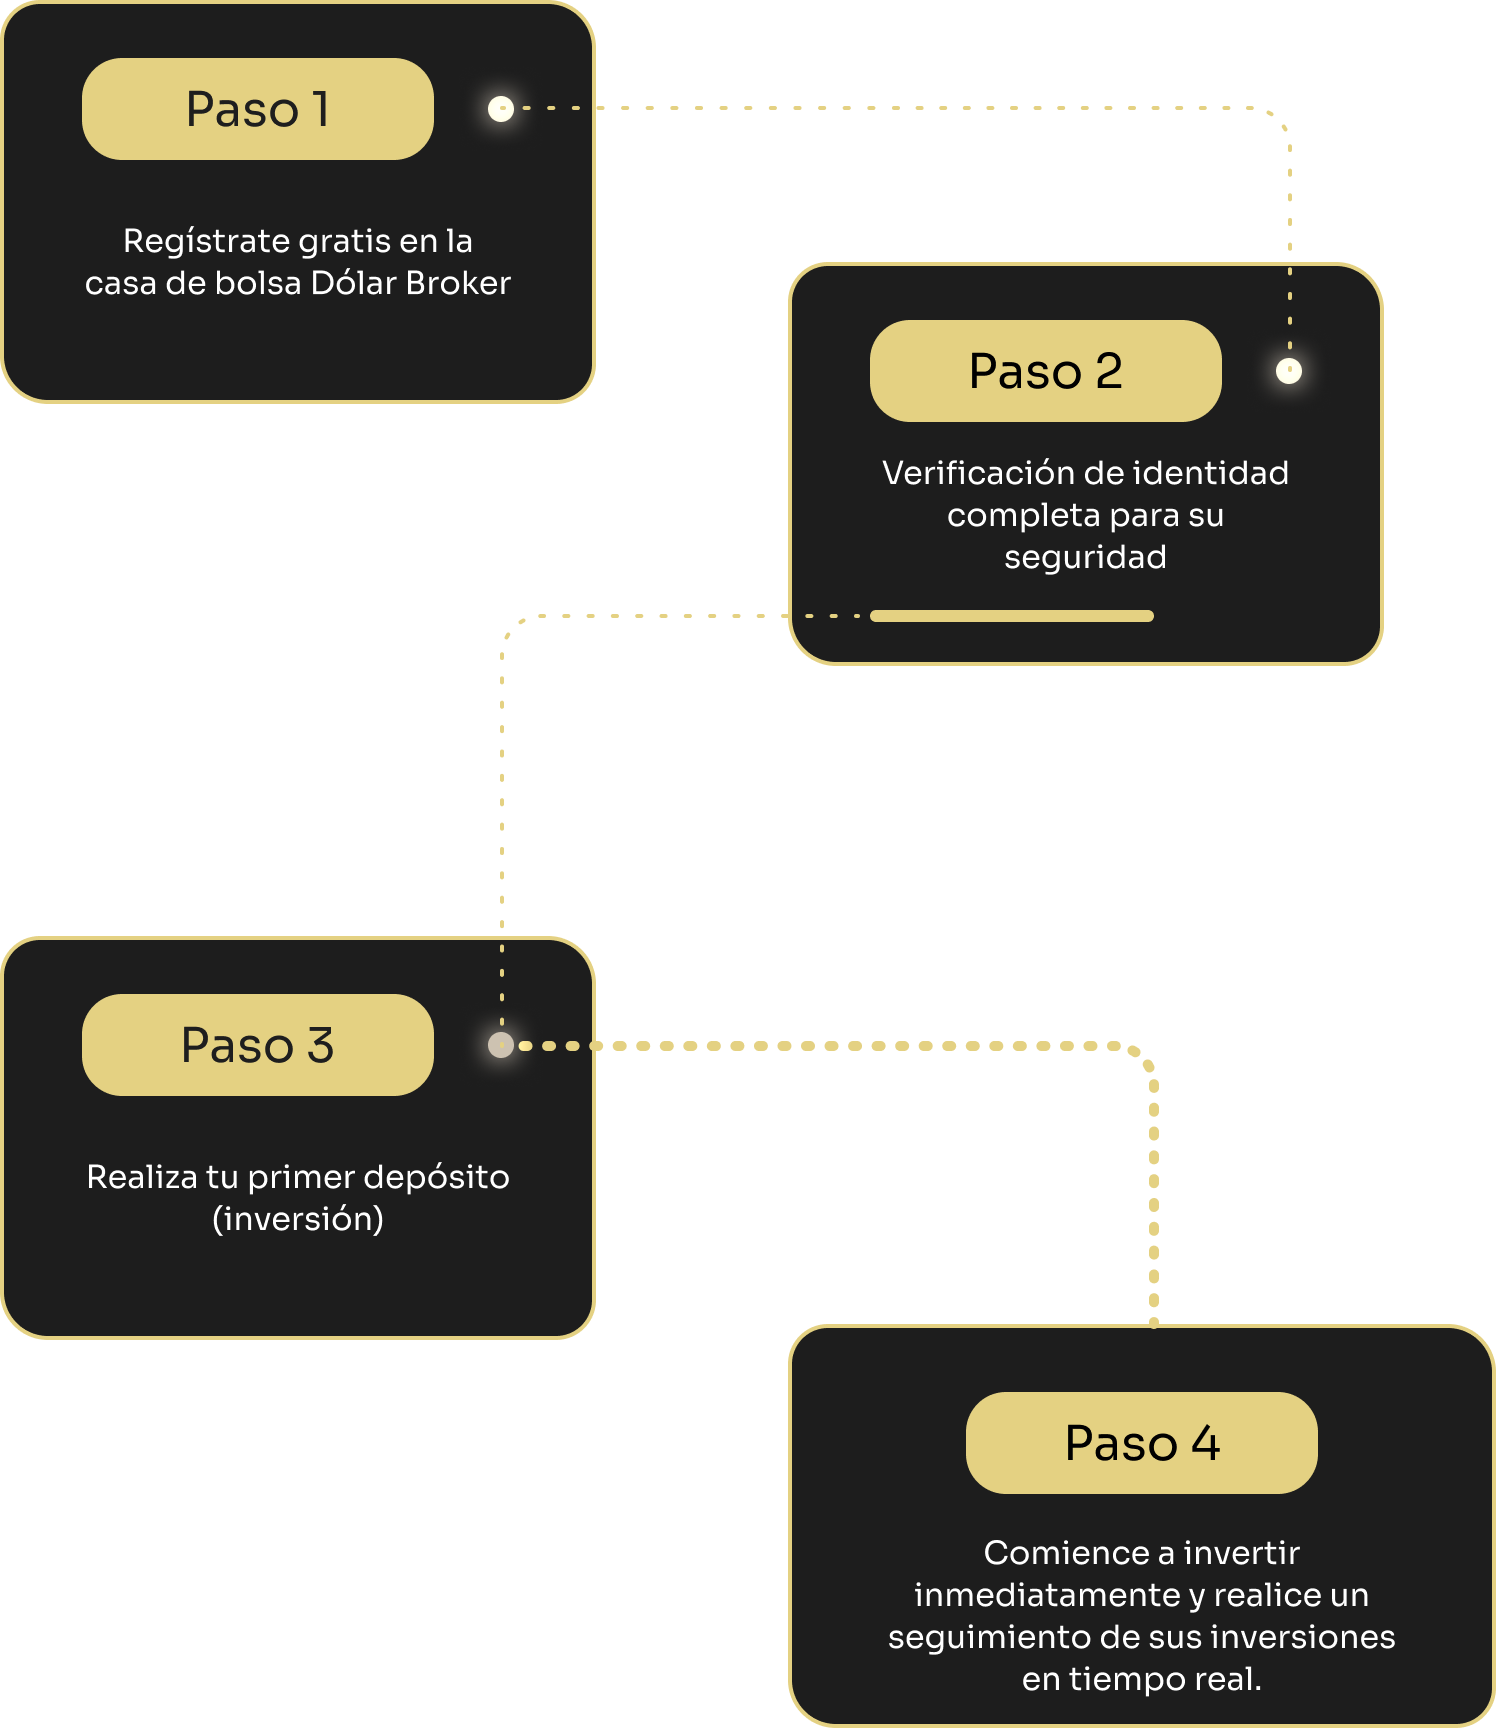 Paso 1
Regístrate gratis en la
casa de bolsa Dólar Broker
Paso 2
Verificación de identidad
completa para su
seguridad
Paso 3
Realiza tu primer depósito
(inversión)
Paso 4
Comience a invertir
inmediatamente y realice un
seguimiento de sus inversiones
en tiempo real.